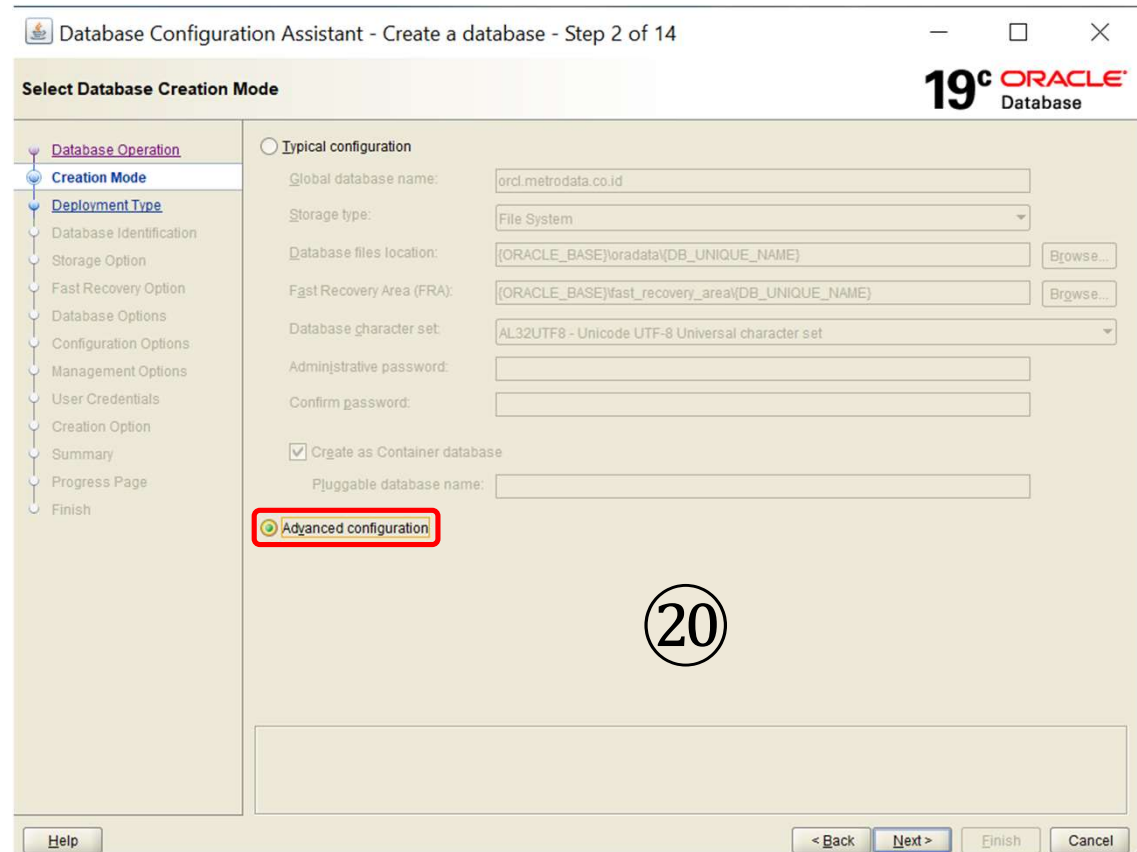 Database Configuration Assistant - Create a database - Step 2 of 14
Select Database Creation Mode
19c ORACLE
Database
Database Operation
Creation Mode
Deployment Type
Database Identification
Storage Option
Fast Recovery Option
Database Options
Configuration Options
Management Options
User Credentials
Creation Option
Summary
Progress Page
Finish
Typical configuration
Global database name: orcl.metrodata.co.id
Storage type: File System
Database files location: {ORACLE_BASE}\oradata\{DB_UNIQUE_NAME} Browse...
Fast Recovery Area (FRA): {ORACLE_BASE}\fast_recovery_area\{DB_UNIQUE_NAME} Browse...
Database character set: AL32UTF8 - Unicode UTF-8 Universal character set
Administrative password:
Confirm password:
Create as Container database
Pluggable database name:
Advanced configuration
⑳
Help < Back Next > Finish Cancel